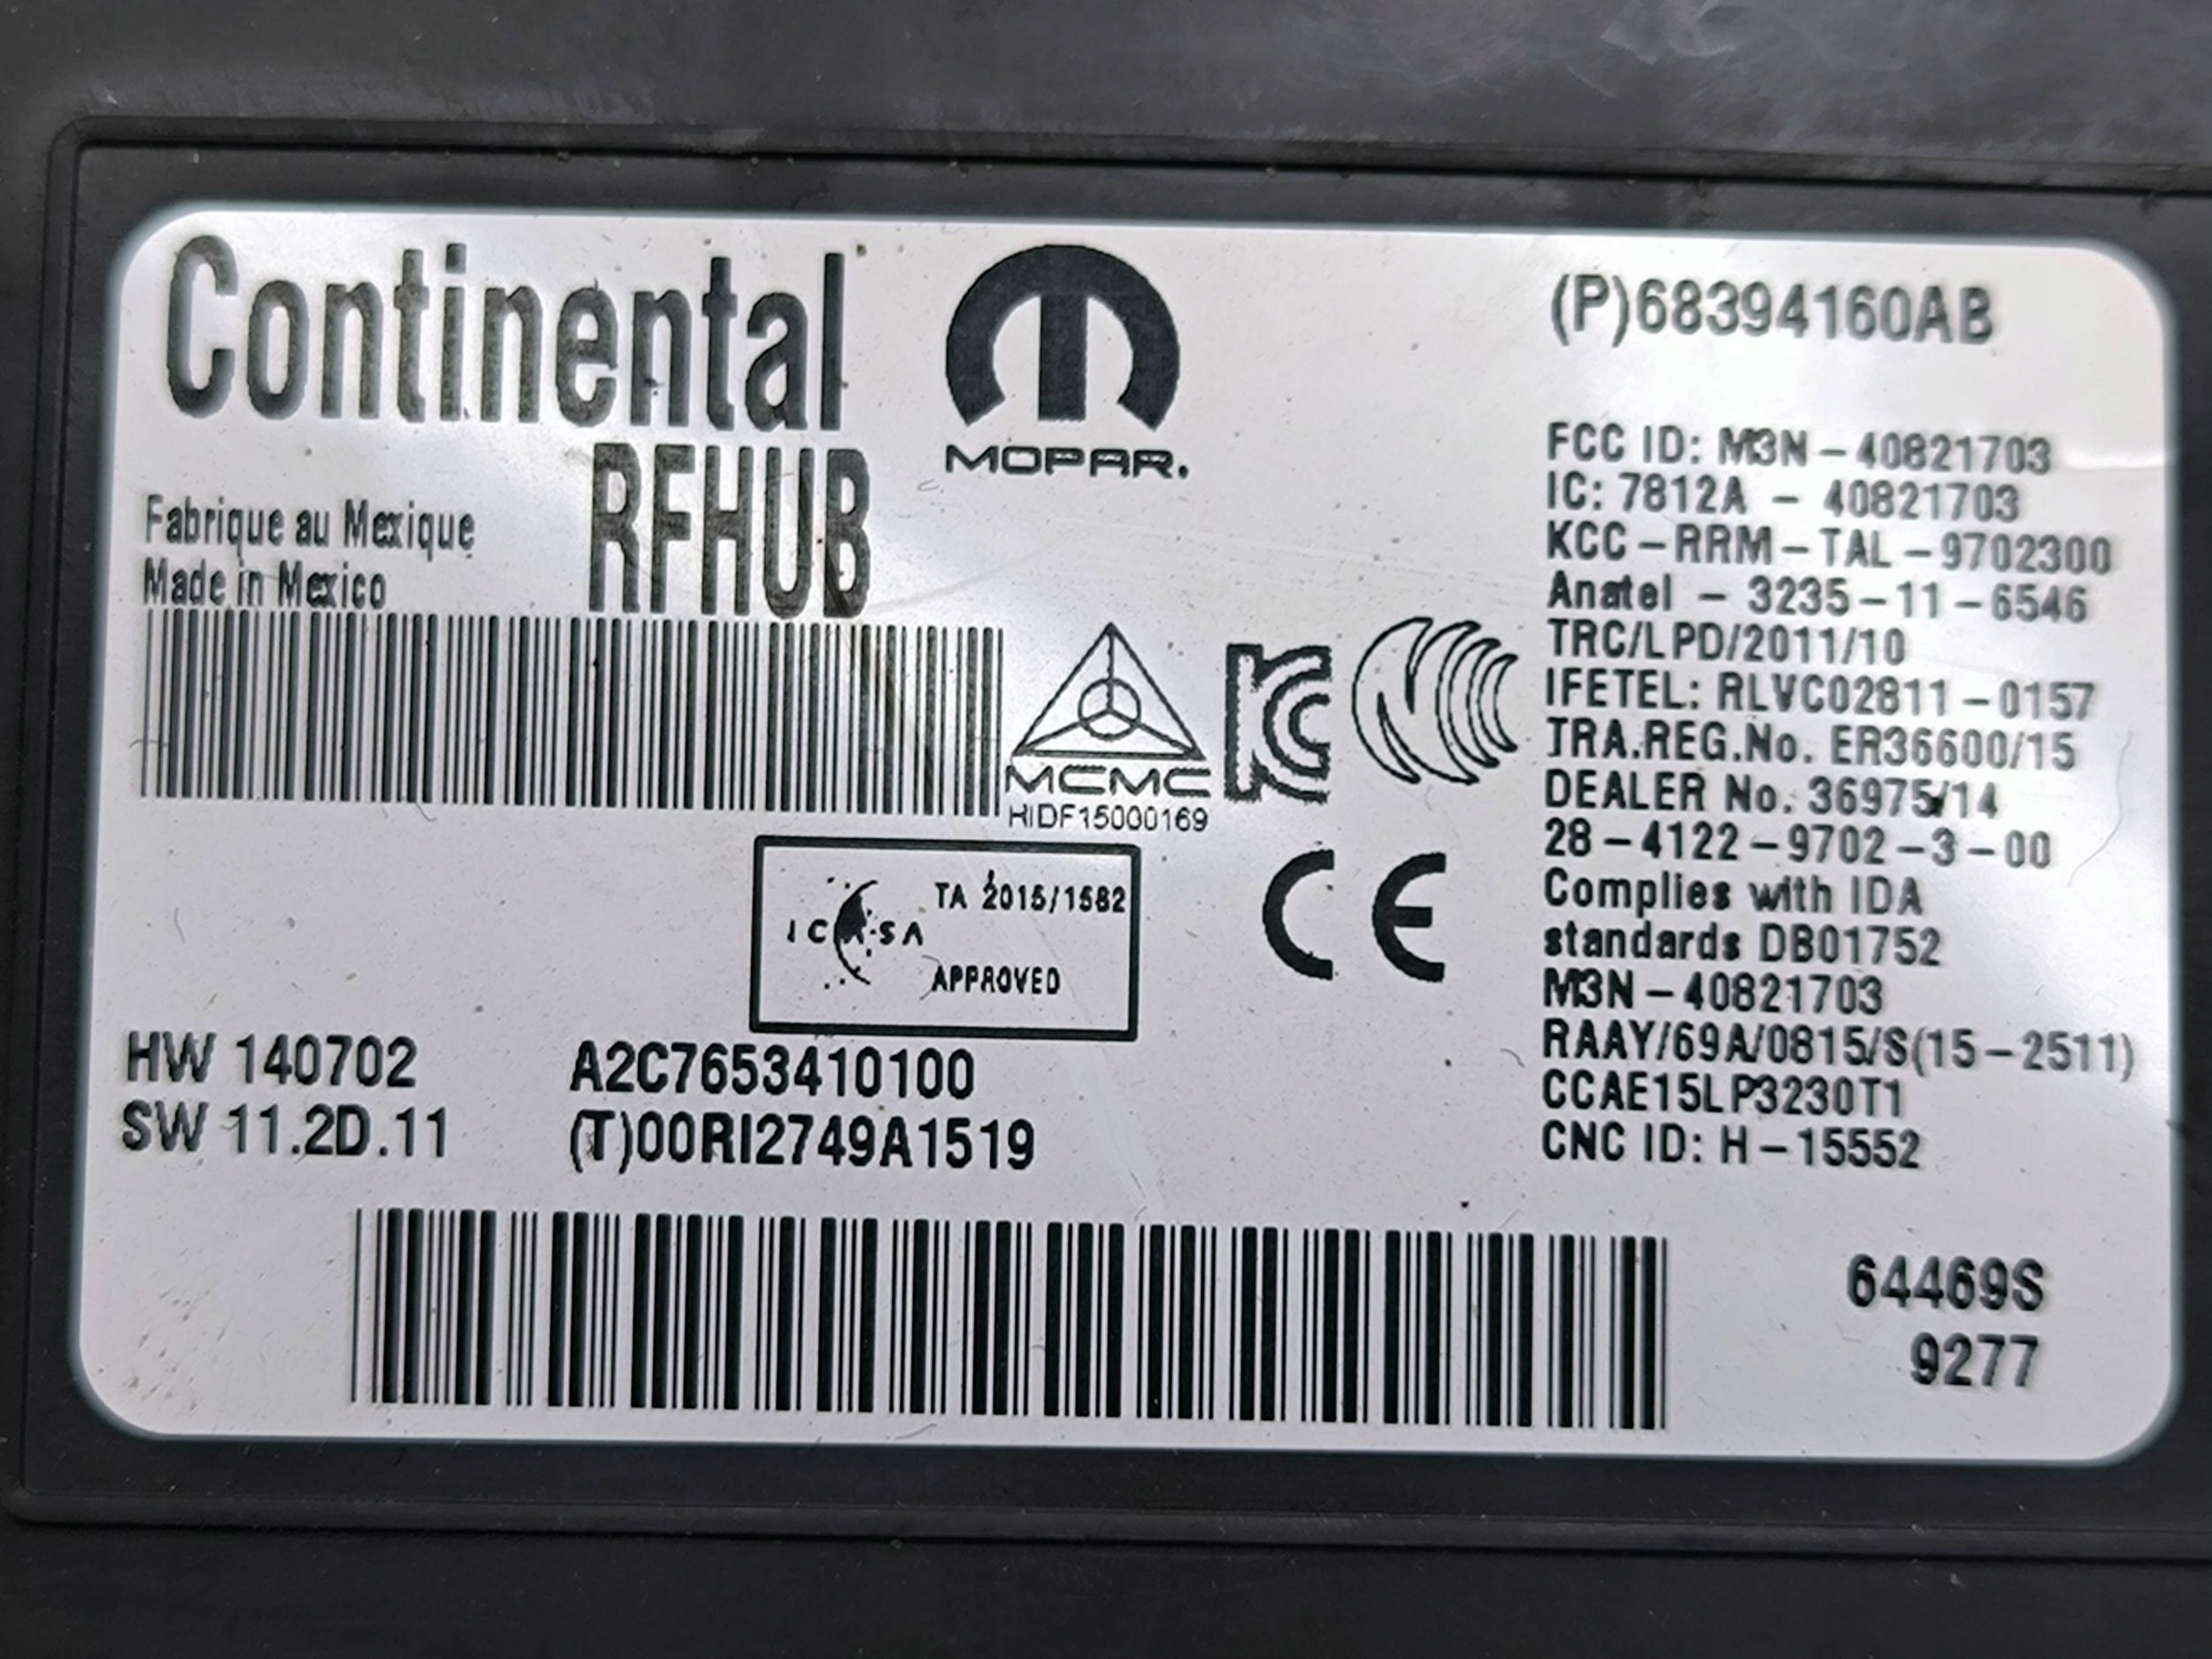 Continental
RFHUB
MOPAR.
Fabrique au Mexique
Made in Mexico
(P)68394160AB
FCC ID: M3N-40821703
IC: 7812A - 40821703
KCC-RRM-TAL-9702300
Anatel - 3235-11-6546
TRC/LPD/2011/10
IFETEL: RLVC02811-0157
TRA.REG.No. ER36600/15
DEALER No. 36975/14
28-4122-9702-3-00
Complies with IDA
standards DB01752
M3N-40821703
RAAY/69A/0815/S(15-2511)
CCAE15LP3230T1
CNC ID: H-15552
MCMC
HIDF15000169
KC
N
CE
ICASA
TA 2015/1582
APPROVED
HW 140702
SW 11.2D.11
A2C7653410100
(T)00RI2749A1519
64469S
9277